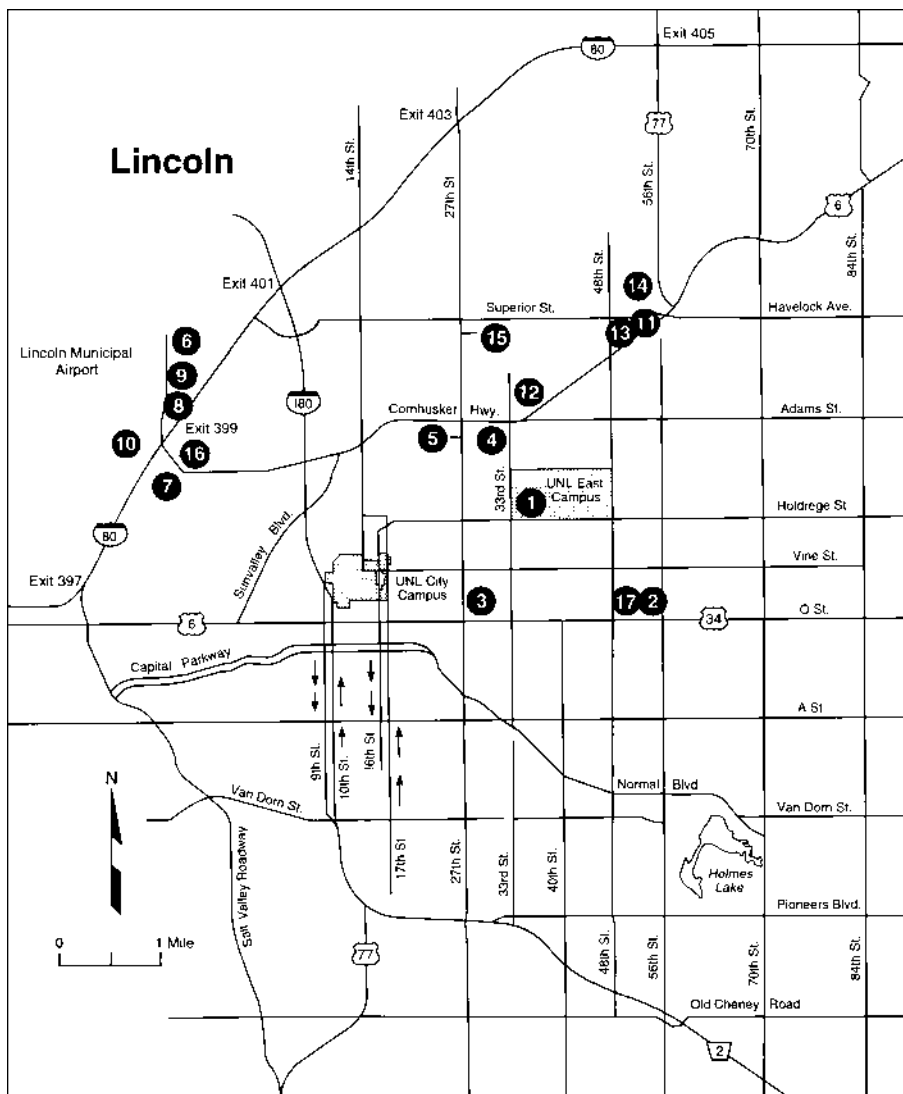 Exit 405
80
Exit 403
77
Lincoln
14th St.
27th St
56th St.
70th St.
6
84th St.
48th St.
Exit 401
14
Superior St.
Havelock Ave.
6
15
13
11
Lincoln Municipal
Airport
9
8
180
12
Cornhusker
Hwy.
Adams St.
Exit 399
10
16
5
4
7
33rd St.
UNL East
Campus
1
Holdrege St
80
Sunvalley Blvd.
Vine St.
Exit 397
UNL City
Campus
3
17
2
6
34
O St.
Capital Parkway
A St
9th St.
10th St.
16th St
N
Normal Blvd
Van Dorn St.
Van Dorn St.
17th St
27th St.
33rd St.
40th St.
Holmes
Lake
Pioneers Blvd.
Salt Valley Roadway
0
1 Mile
77
48th St.
56th St.
70th St.
84th St.
Old Cheney Road
2